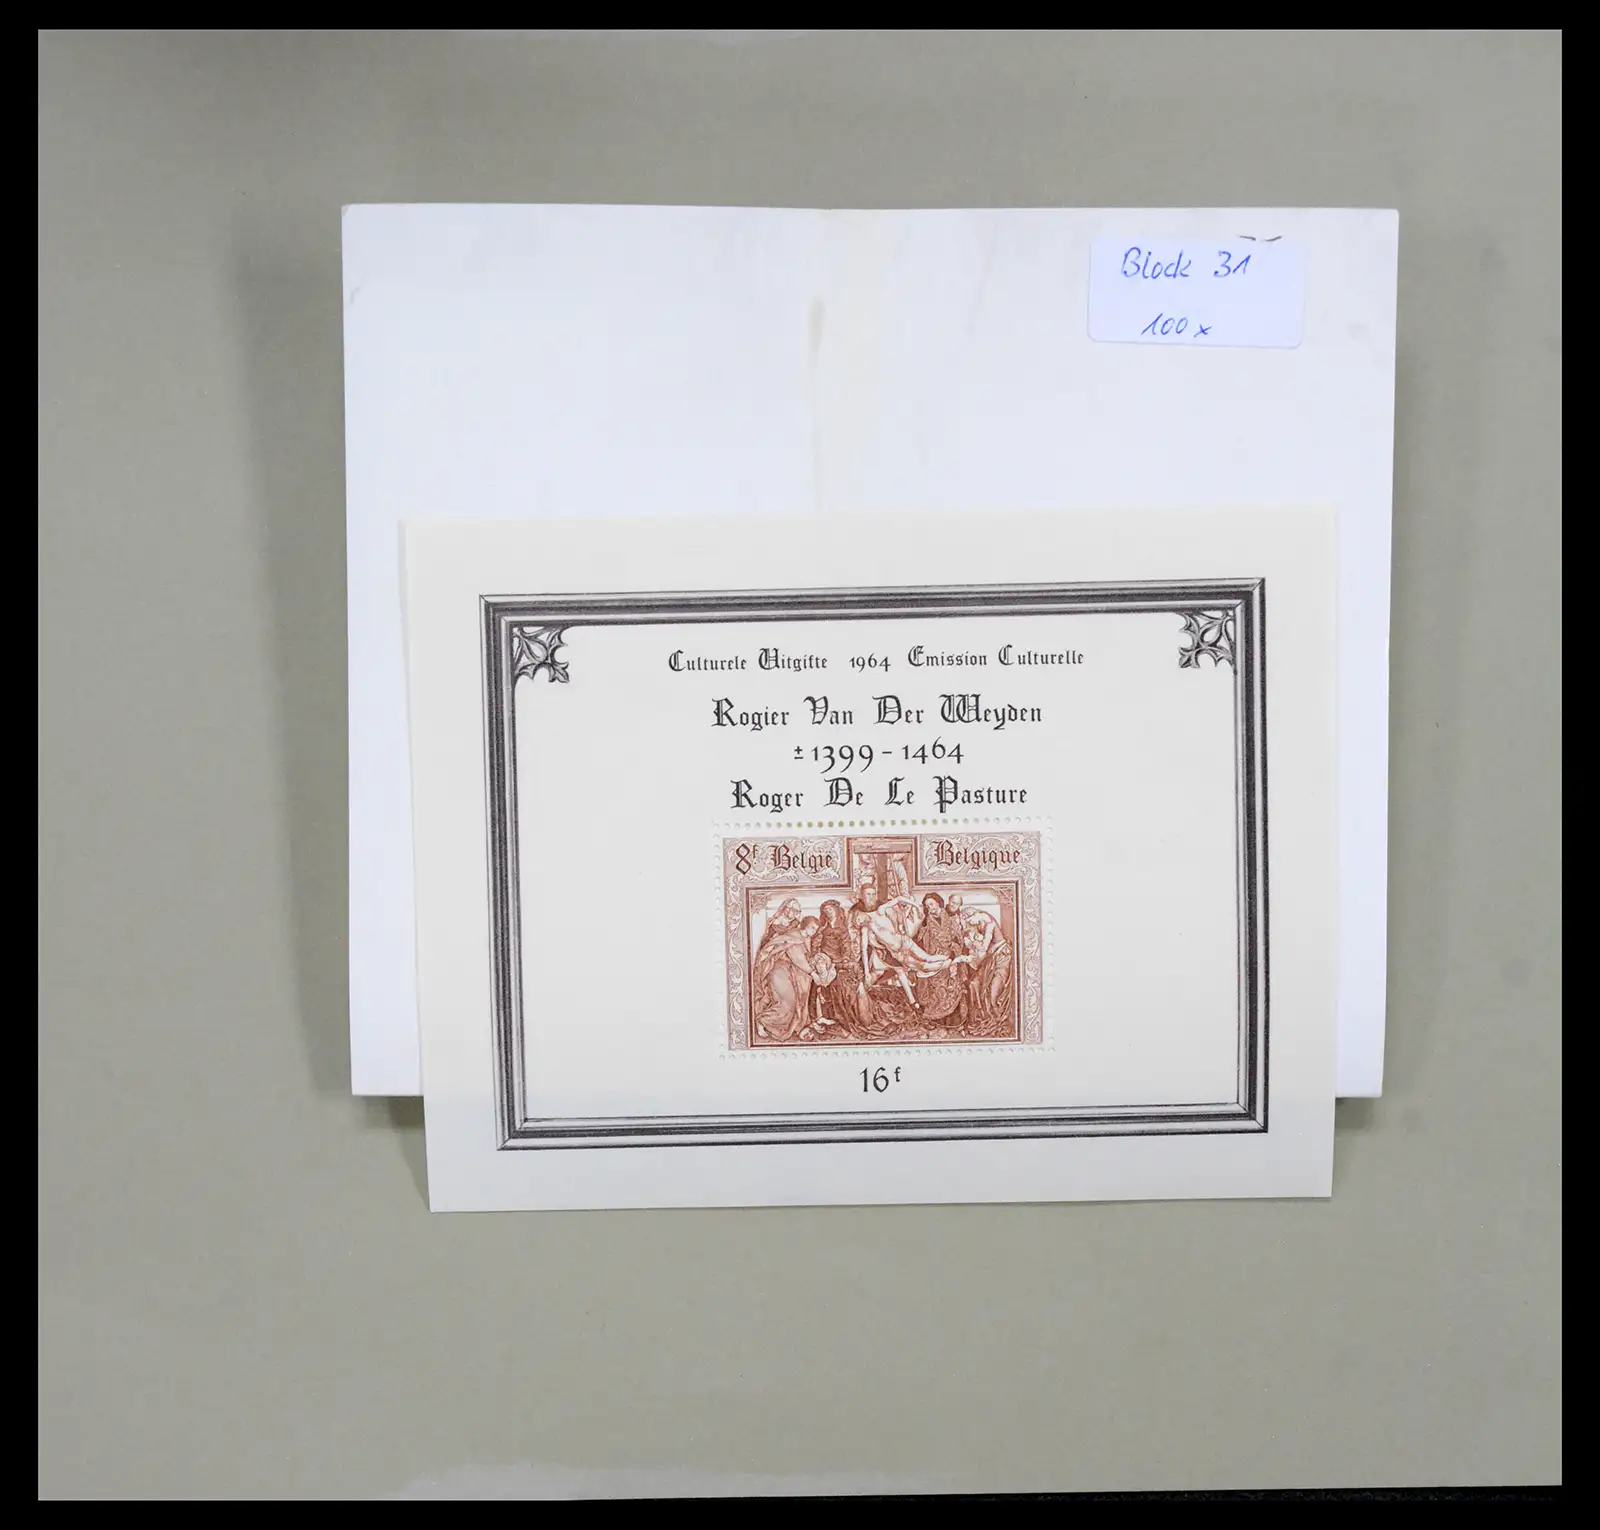 Block 31
100 x
Culturele Uitgifte 1964 Emission Culturelle
Rogier Van Der Weyden
± 1399 - 1464
Roger De Le Pasture
8f België Belgique
16f